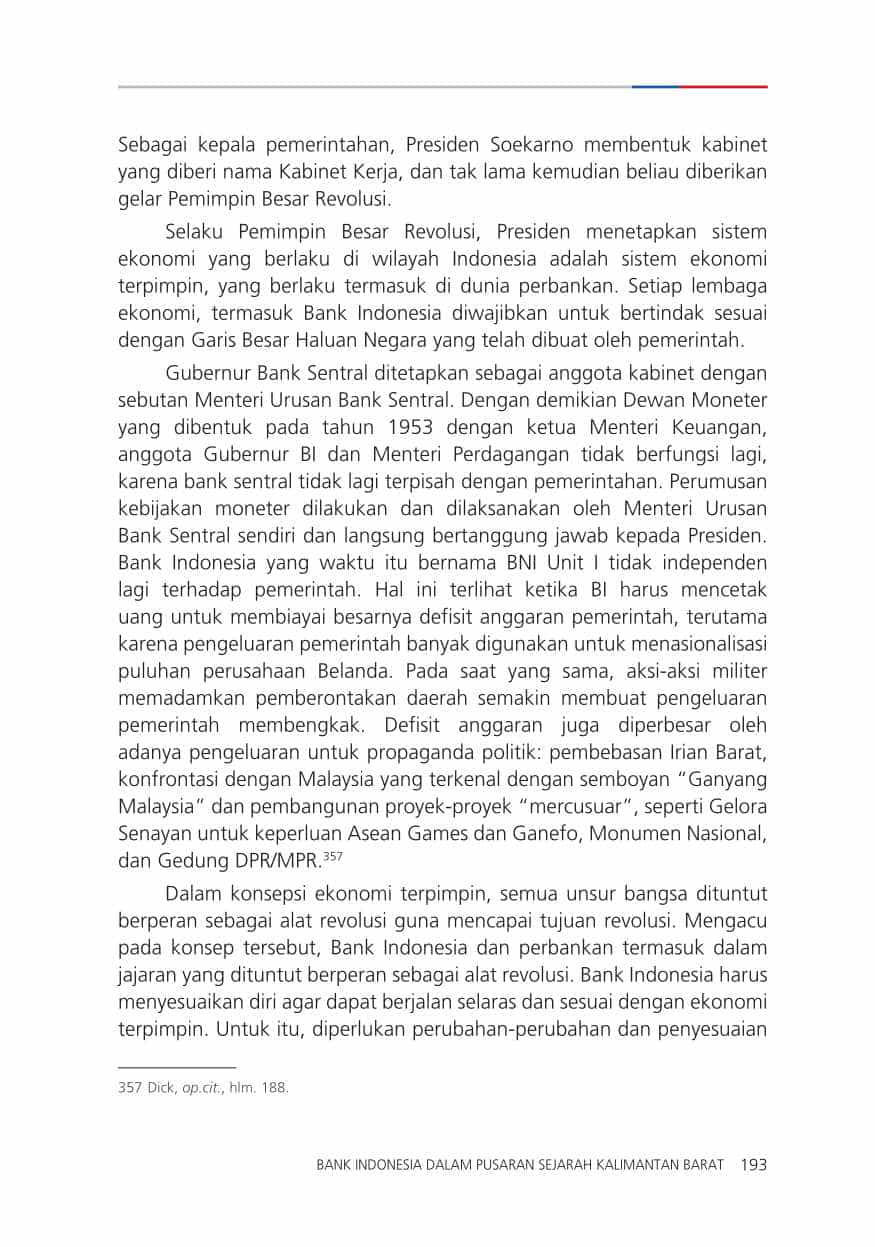 Sebagai kepala pemerintahan, Presiden Soekarno membentuk kabinet
yang diberi nama Kabinet Kerja, dan tak lama kemudian beliau diberikan
gelar Pemimpin Besar Revolusi.
Selaku Pemimpin Besar Revolusi, Presiden menetapkan sistem
ekonomi yang berlaku di wilayah Indonesia adalah sistem ekonomi
terpimpin, yang berlaku termasuk di dunia perbankan. Setiap lembaga
ekonomi, termasuk Bank Indonesia diwajibkan untuk bertindak sesuai
dengan Garis Besar Haluan Negara yang telah dibuat oleh pemerintah.
Gubernur Bank Sentral ditetapkan sebagai anggota kabinet dengan
sebutan Menteri Urusan Bank Sentral. Dengan demikian Dewan Moneter
yang dibentuk pada tahun 1953 dengan ketua Menteri Keuangan,
anggota Gubernur BI dan Menteri Perdagangan tidak berfungsi lagi,
karena bank sentral tidak lagi terpisah dengan pemerintahan. Perumusan
kebijakan moneter dilakukan dan dilaksanakan oleh Menteri Urusan
Bank Sentral sendiri dan langsung bertanggung jawab kepada Presiden.
Bank Indonesia yang waktu itu bernama BNI Unit I tidak independen
lagi terhadap pemerintah. Hal ini terlihat ketika BI harus mencetak
uang untuk membiayai besarnya defisit anggaran pemerintah, terutama
karena pengeluaran pemerintah banyak digunakan untuk menasionalisasi
puluhan perusahaan Belanda. Pada saat yang sama, aksi-aksi militer
memadamkan pemberontakan daerah semakin membuat pengeluaran
pemerintah membengkak. Defisit anggaran juga diperbesar oleh
adanya pengeluaran untuk propaganda politik: pembebasan Irian Barat,
konfrontasi dengan Malaysia yang terkenal dengan semboyan “Ganyang
Malaysia” dan pembangunan proyek-proyek “mercusuar”, seperti Gelora
Senayan untuk keperluan Asean Games dan Ganefo, Monumen Nasional,
dan Gedung DPR/MPR.357
Dalam konsepsi ekonomi terpimpin, semua unsur bangsa dituntut
berperan sebagai alat revolusi guna mencapai tujuan revolusi. Mengacu
pada konsep tersebut, Bank Indonesia dan perbankan termasuk dalam
jajaran yang dituntut berperan sebagai alat revolusi. Bank Indonesia harus
menyesuaikan diri agar dapat berjalan selaras dan sesuai dengan ekonomi
terpimpin. Untuk itu, diperlukan perubahan-perubahan dan penyesuaian
357 Dick, op.cit., hlm. 188.
BANK INDONESIA DALAM PUSARAN SEJARAH KALIMANTAN BARAT 193